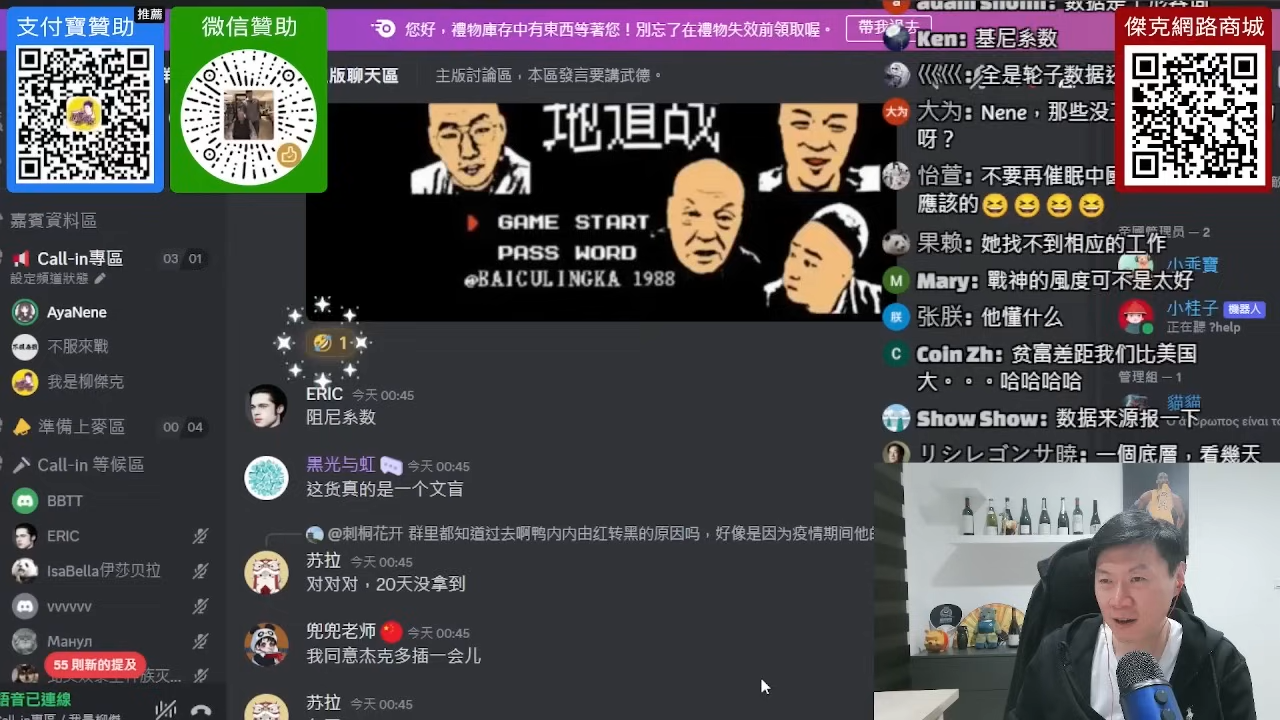 支付寶贊助
推薦
微信贊助
您好，禮物庫存中有東西等著您！別忘了在禮物失效前領取喔。
版聊天區
主版討論區，本區發言要講武德。
傑克網路商城
嘉賓資料區
Call-in專區
03 01
設定頻道狀態
AyaNene
不服來戰
我是柳傑克
準備上麥區
00 04
Call-in 等候區
BBTT
ERIC
IsaBella伊莎贝拉
vvvvvv
Манул
55 則新的提及
語音已連線
地道战
GAME START
PASS WORD
@BAICULINGKA 1988
1
ERIC 今天 00:45
阻尼系数
黑光与虹 今天 00:45
这货真的是一个文盲
@刺桐花开 群里都知道过去啊鸭内内由红转黑的原因吗，好像是因为疫情期间他
苏拉 今天 00:45
对对对，20天没拿到
兜兜老师 今天 00:45
我同意杰克多插一会儿
苏拉 今天 00:45
Ken: 基尼系数
全是轮子数据
大为: Nene，那些没
呀？
怡萱: 不要再催眠中
應該的
果赖: 她找不到相应的工作
Mary: 戰神的風度可不是太好
张朕: 他懂什么
Coin Zh: 贫富差距我们比美国
大。。。哈哈哈哈
Show Show: 数据来源报一下
リシレゴンサ暁: 一個底層，看幾天
小乖寶
小桂子 機器人
正在聽 ?help
管理組 — 1
貓貓